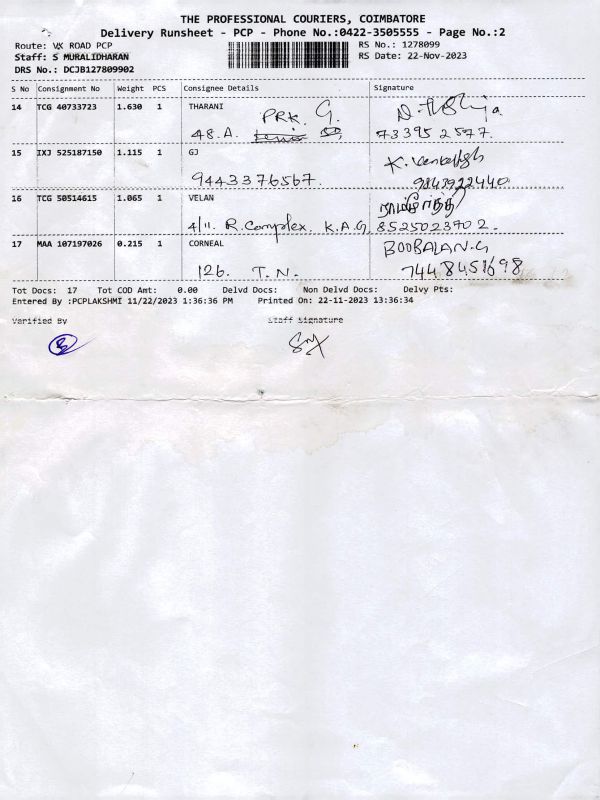 THE PROFESSIONAL COURIERS, COIMBATORE
Delivery Runsheet - PCP - Phone No.:0422-3505555 - Page No.:2
Route: VK ROAD PCP RS No.: 1278099
Staff: S MURALIDHARAN RS Date: 22-Nov-2023
DRS No.: DCJB127809902
S No Consignment No Weight PCS Consignee Details Signature
14 TCG 40733723 1.630 1 THARANI
PRK. G.
48. A. 73395 2577.
15 IXJ 525187150 1.115 1 GJ K. Venkatesh
9443376567. 9843922440.
16 TCG 50514615 1.065 1 VELAN
4/11. R. Complex. K.A.G. 8525023702.
17 MAA 107197026 0.215 1 CORNEAL BOOBALAN.G
126. T.N. 7448451698
Tot Docs: 17 Tot COD Amt: 0.00 Delvd Docs: Non Delvd Docs: Delvy Pts:
Entered By :PCPLAKSHMI 11/22/2023 1:36:36 PM Printed On: 22-11-2023 13:36:34
Varified By Staff Signature